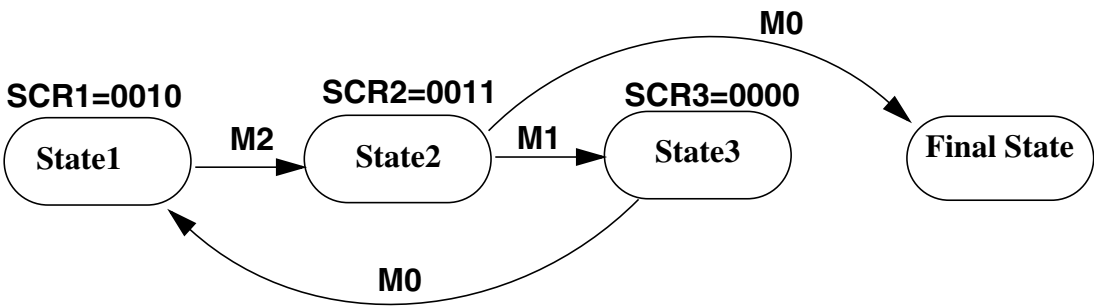 M0
SCR1=0010
SCR2=0011
SCR3=0000
State1
M2
State2
M1
State3
Final State
M0